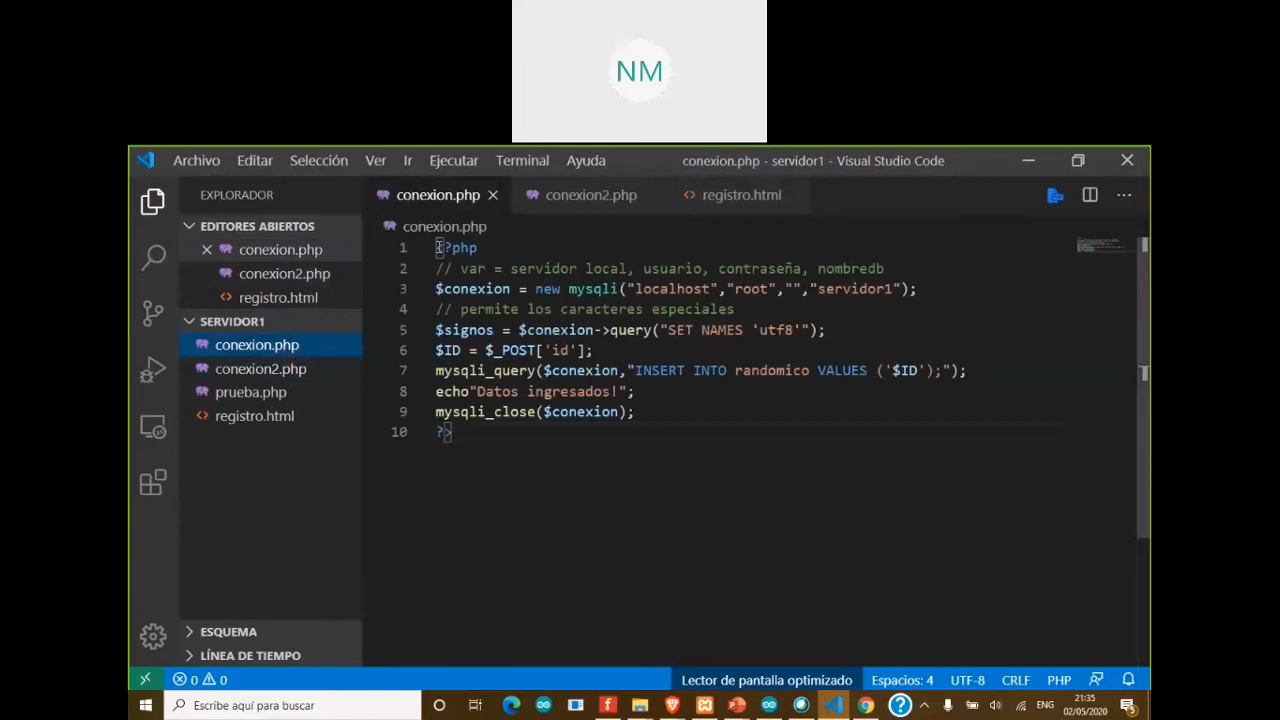 NM
Archivo Editar Selección Ver Ir Ejecutar Terminal Ayuda conexion.php - servidor1 - Visual Studio Code
EXPLORADOR
conexion.php conexion2.php registro.html
EDITORES ABIERTOS
conexion.php
conexion2.php
registro.html
SERVIDOR1
conexion.php
conexion2.php
prueba.php
registro.html
ESQUEMA
LÍNEA DE TIEMPO
conexion.php
1 <?php
2 // var = servidor local, usuario, contraseña, nombredb
3 $conexion = new mysqli("localhost","root","","servidor1");
4 // permite los caracteres especiales
5 $signos = $conexion->query("SET NAMES 'utf8'");
6 $ID = $_POST['id'];
7 mysqli_query($conexion,"INSERT INTO randomico VALUES ('$ID');");
8 echo"Datos ingresados!";
9 mysqli_close($conexion);
10 ?>
0 0 Lector de pantalla optimizado Espacios: 4 UTF-8 CRLF PHP
Escribe aquí para buscar
ENG
21:35
02/05/2020
5